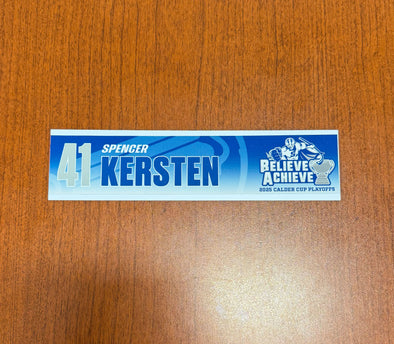 41
SPENCER
KERSTEN
BELIEVE
ACHIEVE
2025 CALDER CUP PLAYOFFS